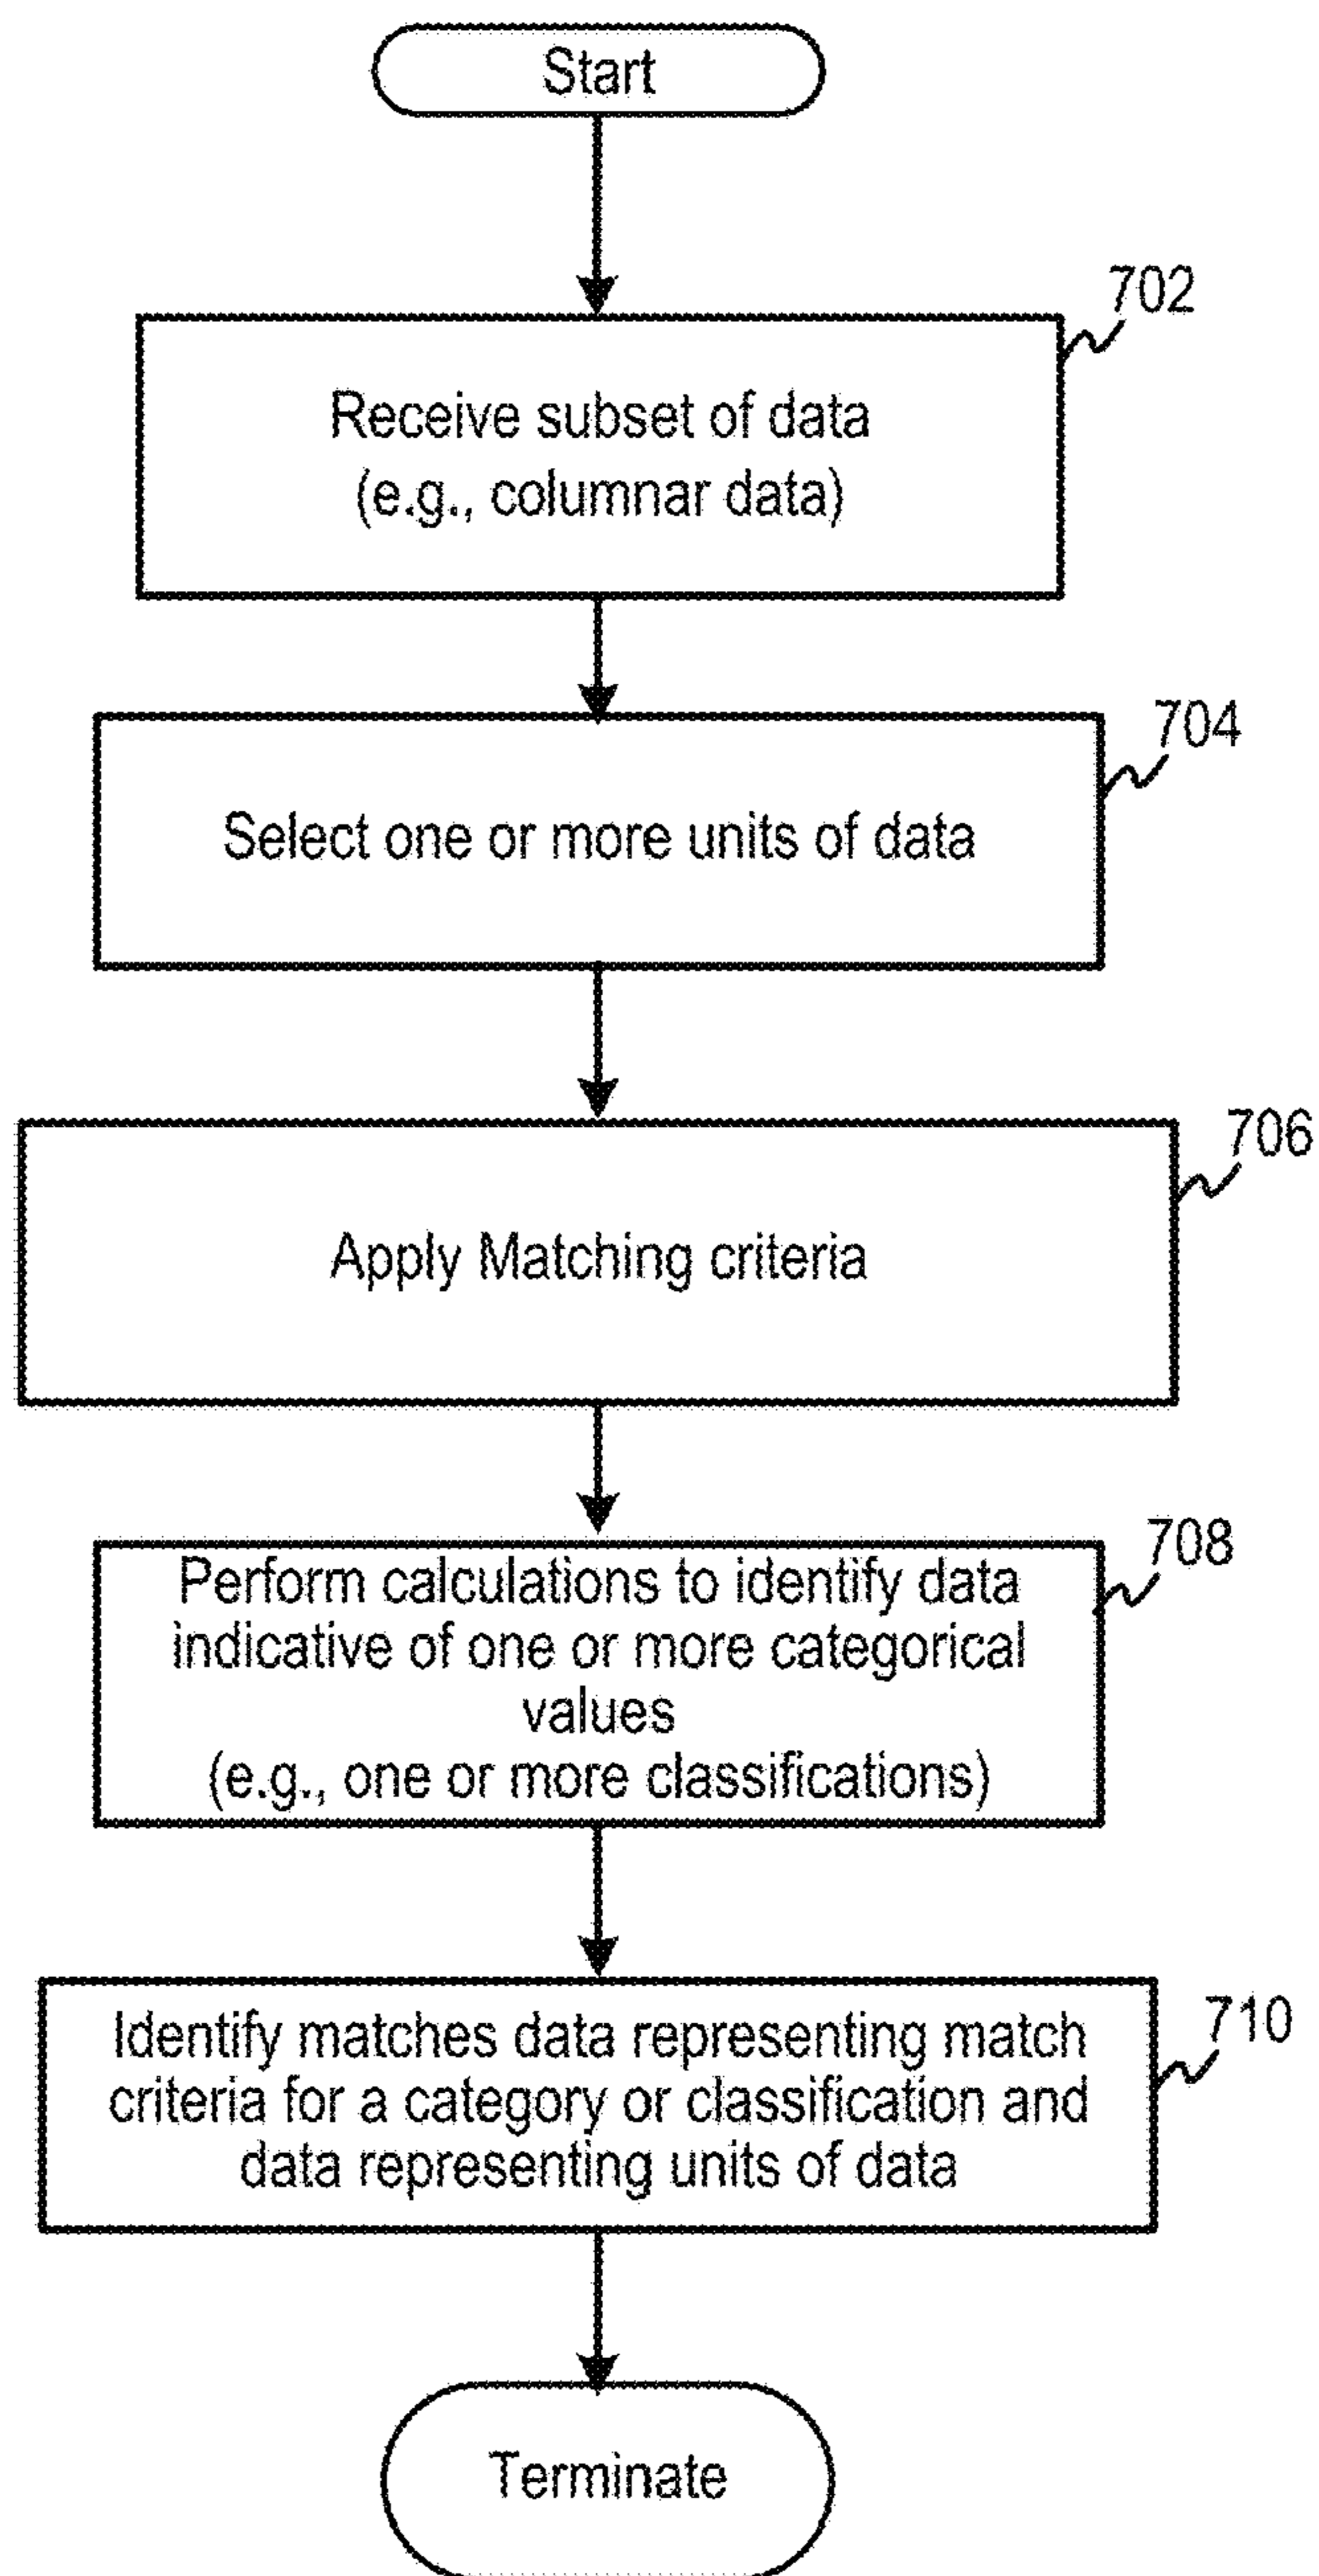 Start
702
Receive subset of data
(e.g., columnar data)
704
Select one or more units of data
706
Apply Matching criteria
708
Perform calculations to identify data
indicative of one or more categorical
values
(e.g., one or more classifications)
710
Identify matches data representing match
criteria for a category or classification and
data representing units of data
Terminate